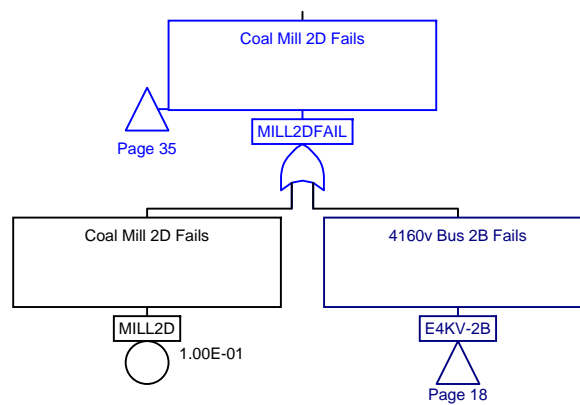 Coal Mill 2D Fails
Page 35
MILL2DFAIL
Coal Mill 2D Fails
4160v Bus 2B Fails
MILL2D
1.00E-01
E4KV-2B
Page 18